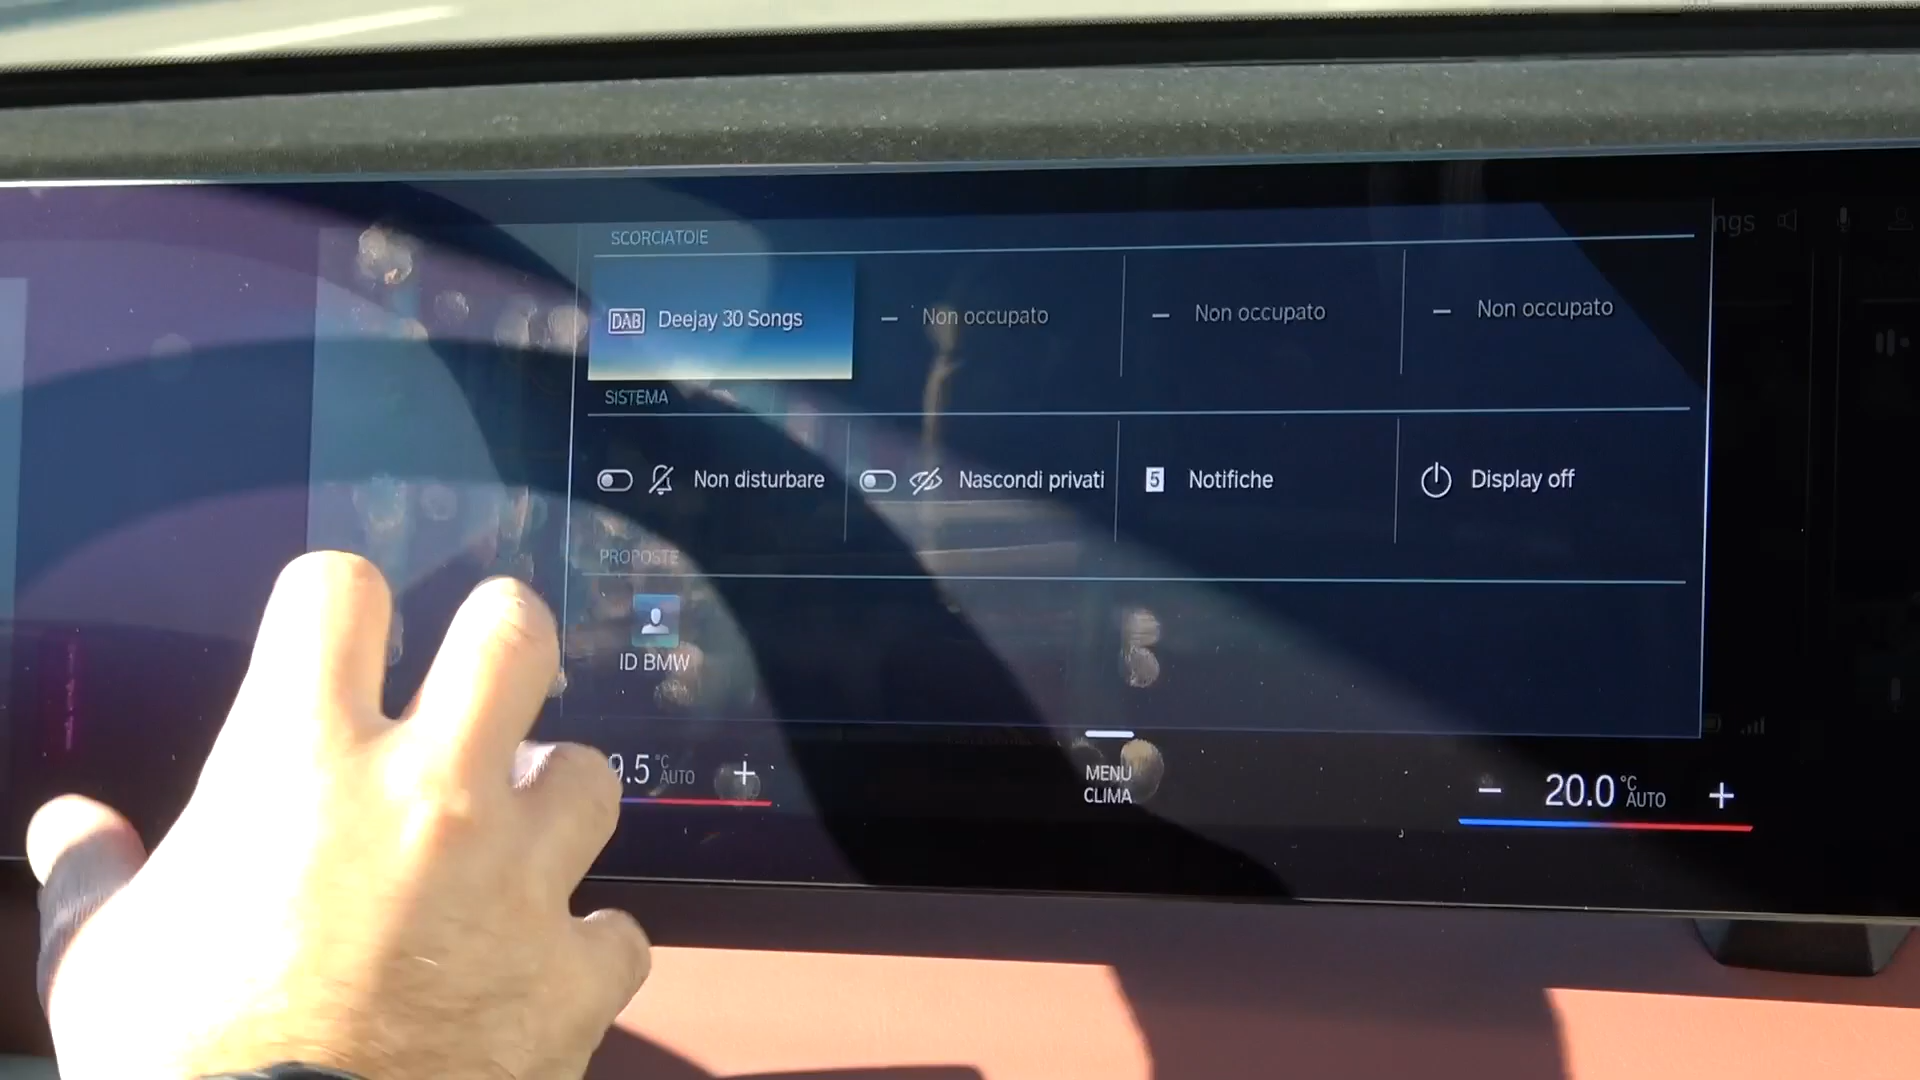 SCORCIATOIE
ngs
DAB Deejay 30 Songs
– Non occupato
– Non occupato
– Non occupato
SISTEMA
Non disturbare
Nascondi privati
5 Notifiche
Display off
PROPOSTE
ID BMW
9.5 °C AUTO +
MENU
CLIMA
– 20.0 °C AUTO +